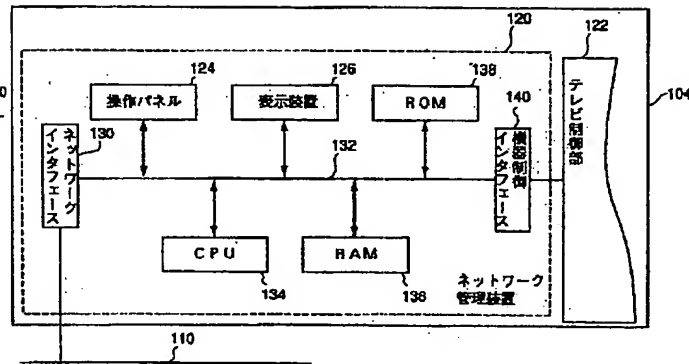 120
122
124
126
138
操作パネル
表示装置
ROM
140
104
0
130
ネットワーク
インタフェース
132
機器制御
インタフェース
テレビ制御部
CPU
RAM
134
136
ネットワーク
管理装置
110